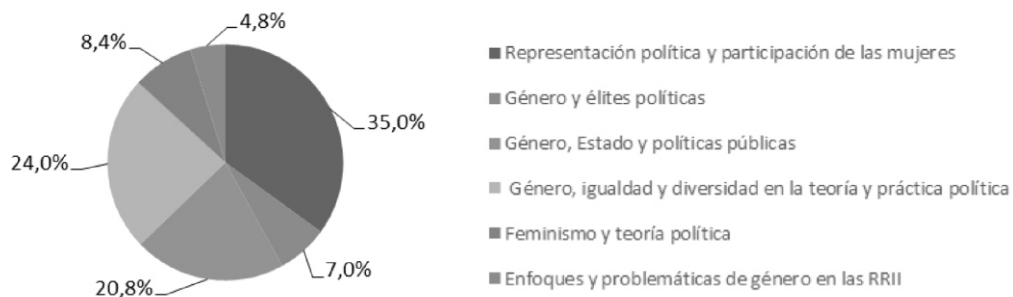 4,8%
8,4%
35,0%
24,0%
7,0%
20,8%
Representación política y participación de las mujeres
Género y élites políticas
Género, Estado y políticas públicas
Género, igualdad y diversidad en la teoría y práctica política
Feminismo y teoría política
Enfoques y problemáticas de género en las RRII